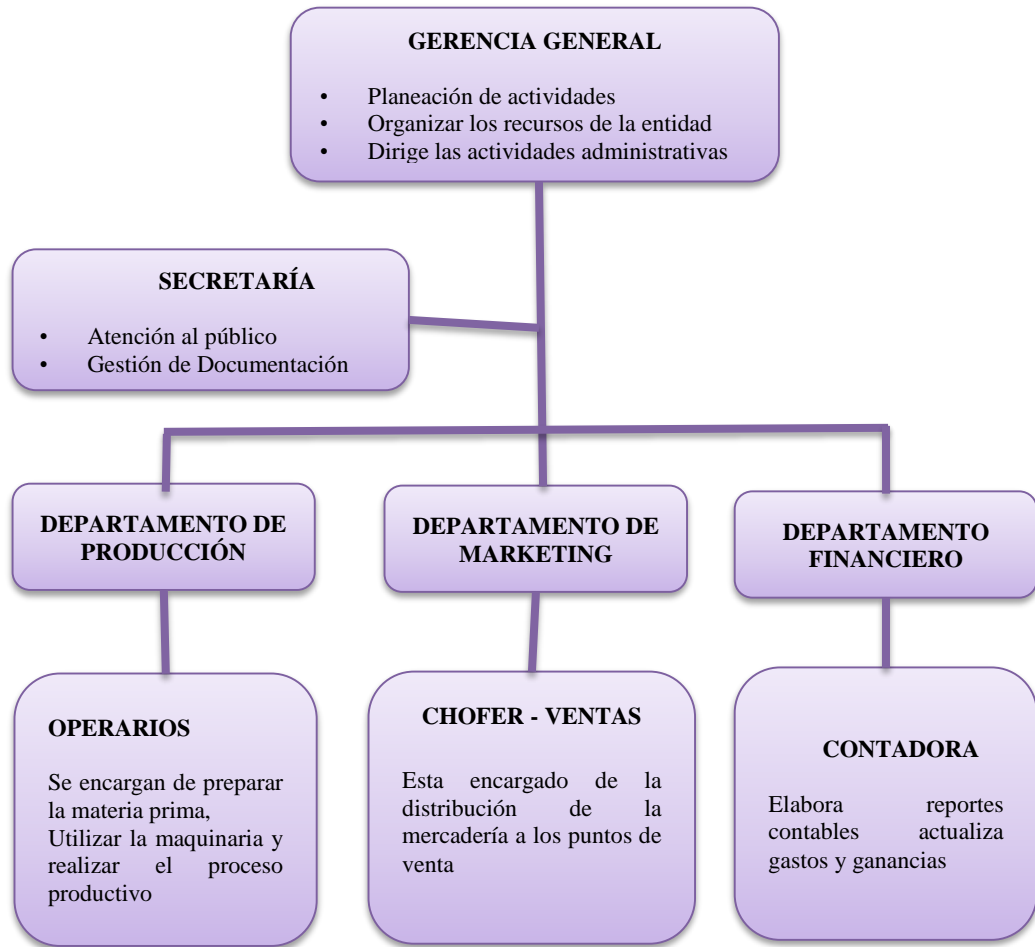 GERENCIA GENERAL
• Planeación de actividades
• Organizar los recursos de la entidad
• Dirige las actividades administrativas
SECRETARÍA
• Atención al público
• Gestión de Documentación
DEPARTAMENTO DE
PRODUCCIÓN
DEPARTAMENTO DE
MARKETING
DEPARTAMENTO
FINANCIERO
OPERARIOS
Se encargan de preparar
la materia prima,
Utilizar la maquinaria y
realizar el proceso
productivo
CHOFER - VENTAS
Esta encargado de la
distribución de la
mercadería a los puntos de
venta
CONTADORA
Elabora reportes
contables actualiza
gastos y ganancias